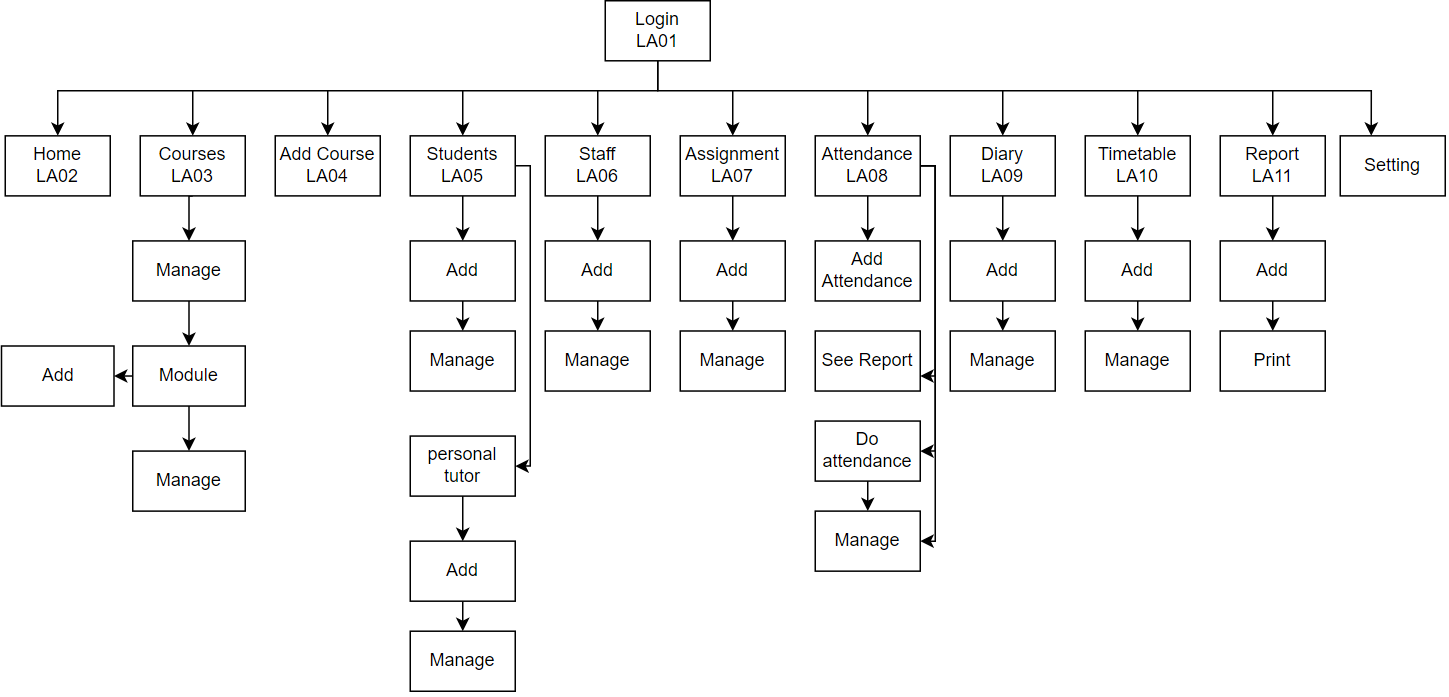 Login
LA01
Home
LA02
Courses
LA03
Add Course
LA04
Students
LA05
Staff
LA06
Assignment
LA07
Attendance
LA08
Diary
LA09
Timetable
LA10
Report
LA11
Setting
Manage
Add
Add
Add
Add
Attendance
Add
Add
Add
Add
Module
Manage
Manage
Manage
See Report
Manage
Manage
Print
Manage
personal
tutor
Do
attendance
Manage
Add
Manage